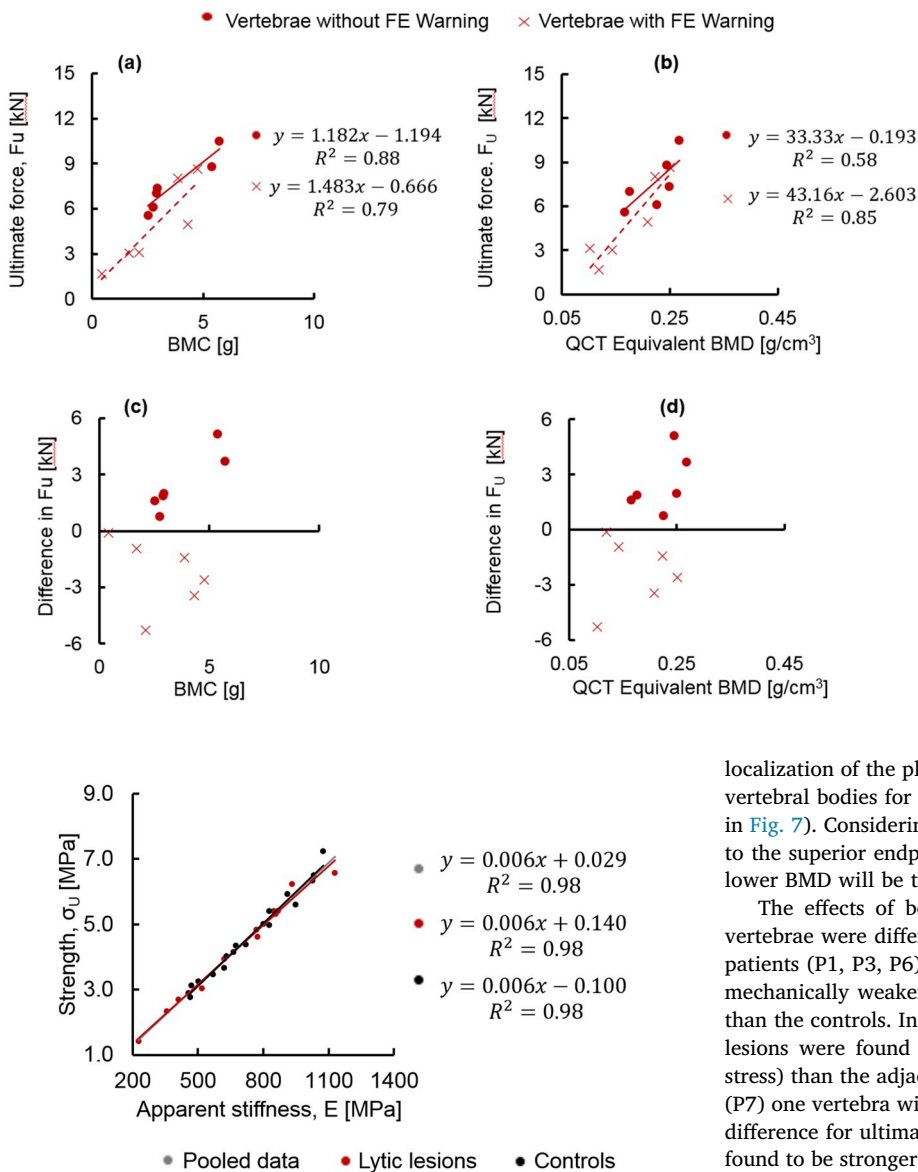 Vertebrae without FE Warning × Vertebrae with FE Warning
(a)
15
12
9
6
3
0
Ultimate force, Fu [kN]
y = 1.182x − 1.194
R² = 0.88
y = 1.483x − 0.666
R² = 0.79
0 5 10
BMC [g]
(b)
15
12
9
6
3
0
Ultimate force. F_U [kN]
y = 33.33x − 0.193
R² = 0.58
y = 43.16x − 2.603
R² = 0.85
0.05 0.25 0.45
QCT Equivalent BMD [g/cm³]
(c)
6
3
0
-3
-6
Difference in Fu [kN]
0 5 10
BMC [g]
(d)
6
3
0
-3
-6
Difference in F_U [kN]
0.05 0.25 0.45
QCT Equivalent BMD [g/cm³]
9.0
7.0
5.0
3.0
1.0
Strength, σ_U [MPa]
y = 0.006x + 0.029
R² = 0.98
y = 0.006x + 0.140
R² = 0.98
y = 0.006x − 0.100
R² = 0.98
200 500 800 1100 1400
Apparent stiffness, E [MPa]
Pooled data Lytic lesions Controls
localization of the pl
vertebral bodies for
in Fig. 7). Considerin
to the superior endp
lower BMD will be t
The effects of b
vertebrae were differ
patients (P1, P3, P6)
mechanically weake
than the controls. In
lesions were found
stress) than the adjac
(P7) one vertebra wi
difference for ultima
found to be stronger